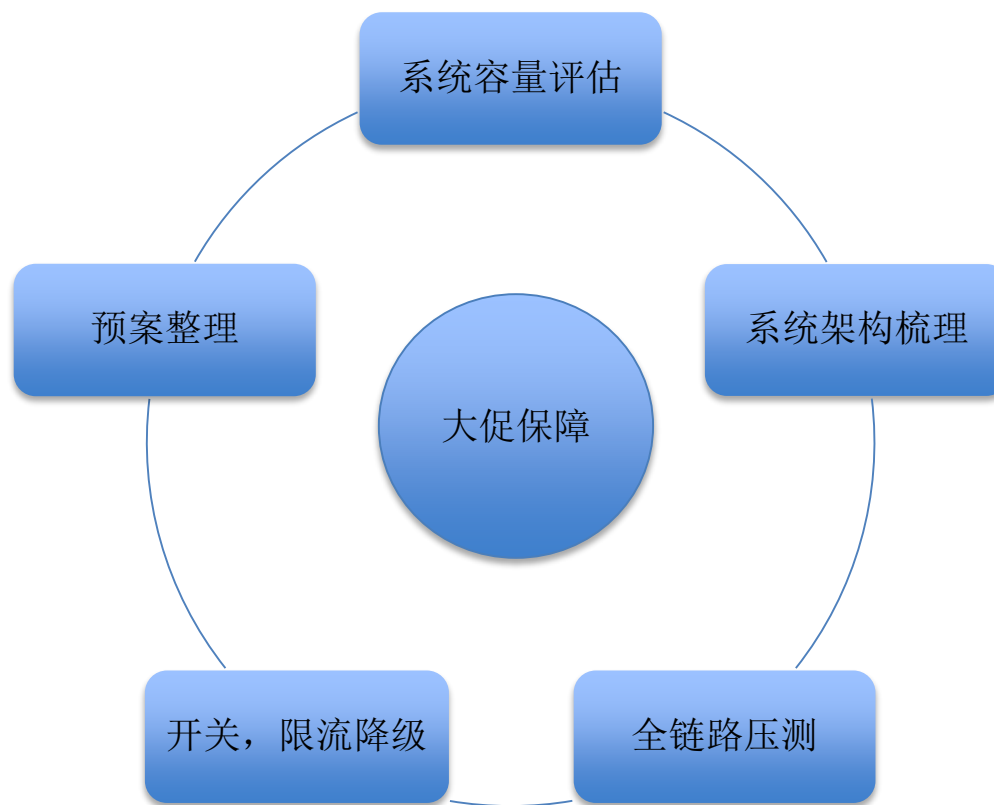 系统容量评估
预案整理
系统架构梳理
大促保障
开关，限流降级
全链路压测